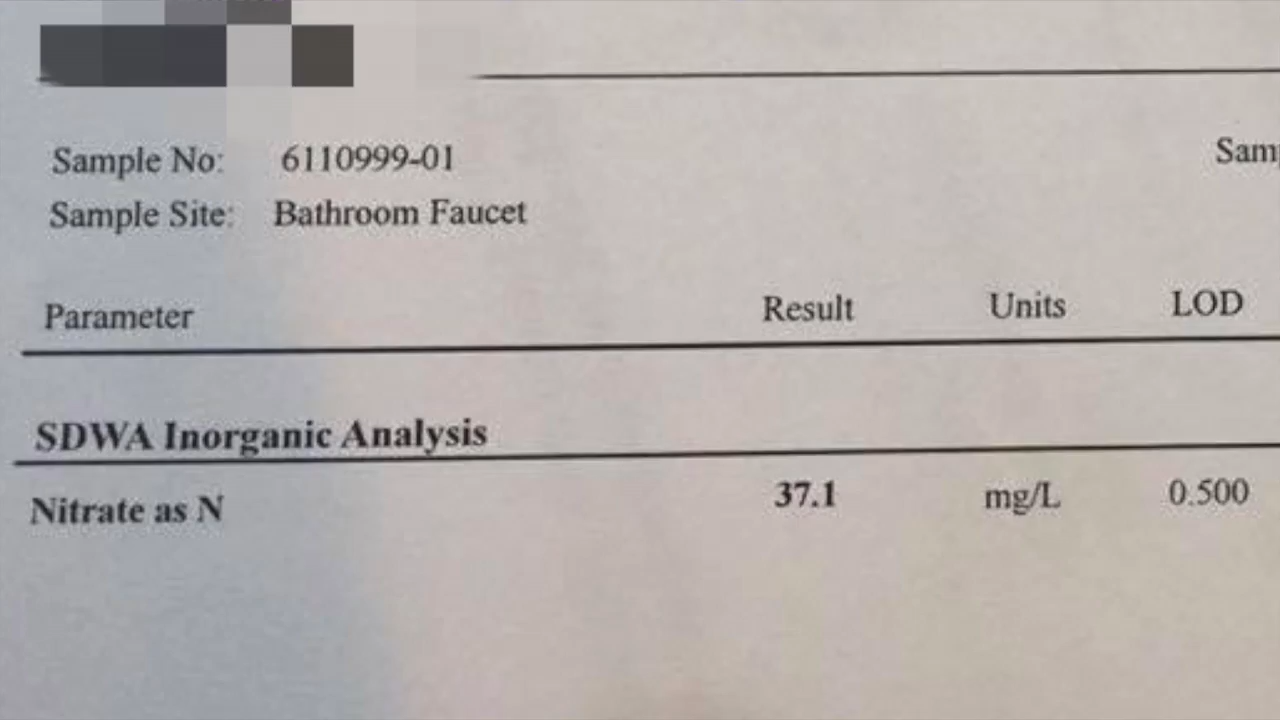 Sample No: 6110999-01
Sample Site: Bathroom Faucet
Parameter Result Units LOD
SDWA Inorganic Analysis
Nitrate as N 37.1 mg/L 0.500